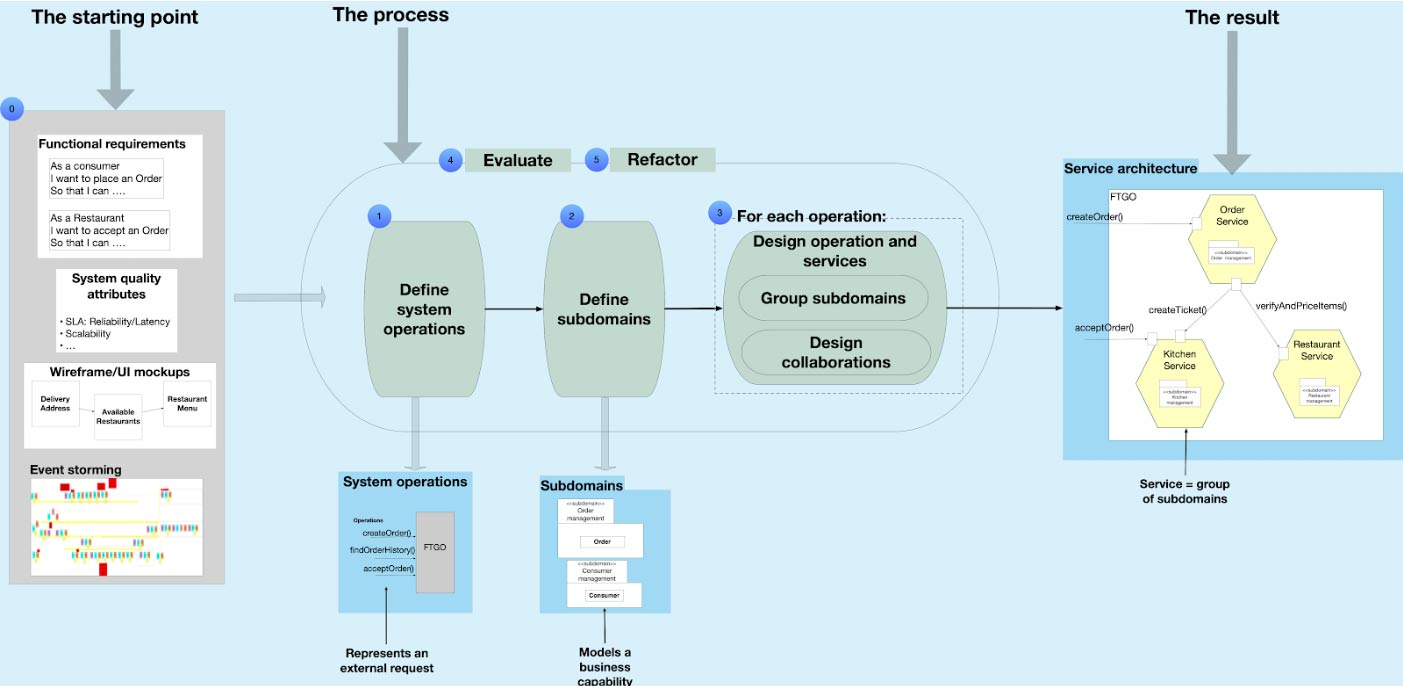 The starting point
The process
The result
0
Functional requirements
As a consumer
I want to place an Order
So that I can ....
As a Restaurant
I want to accept an Order
So that I can ....
System quality
attributes
• SLA: Reliability/Latency
• Scalability
• ...
Wireframe/UI mockups
Delivery
Address
Available
Restaurants
Restaurant
Menu
Event storming
4
Evaluate
5
Refactor
1
Define
system
operations
2
Define
subdomains
3
For each operation:
Design operation and
services
Group subdomains
Design
collaborations
System operations
Operations
createOrder()
findOrderHistory()
acceptOrder()
FTGO
Represents an
external request
Subdomains
<<subdomain>>
Order
management
Order
<<subdomain>>
Consumer
management
Consumer
Models a
business
capability
Service architecture
FTGO
createOrder()
Order
Service
<<subdomain>>
Order management
createTicket()
verifyAndPriceItems()
acceptOrder()
Kitchen
Service
<<subdomain>>
Kitchen
management
Restaurant
Service
<<subdomain>>
Restaurant
management
Service = group
of subdomains